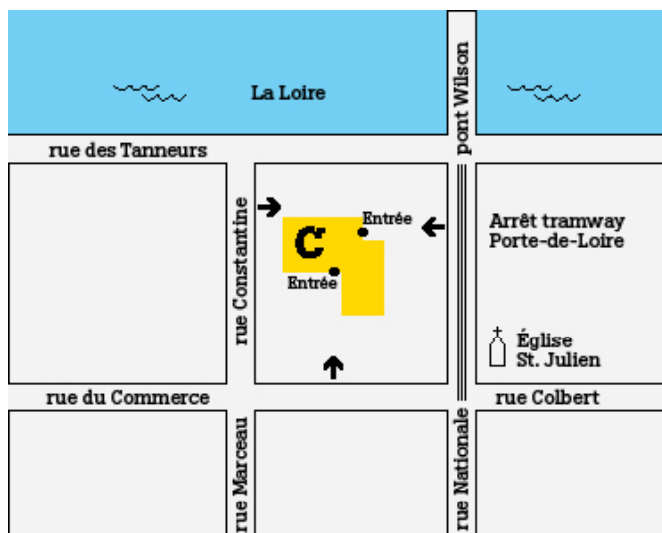 La Loire
pont Wilson
rue des Tanneurs
rue Constantine
Entrée
C
Entrée
Arrêt tramway
Porte-de-Loire
Église
St. Julien
rue du Commerce
rue Colbert
rue Marceau
rue Nationale